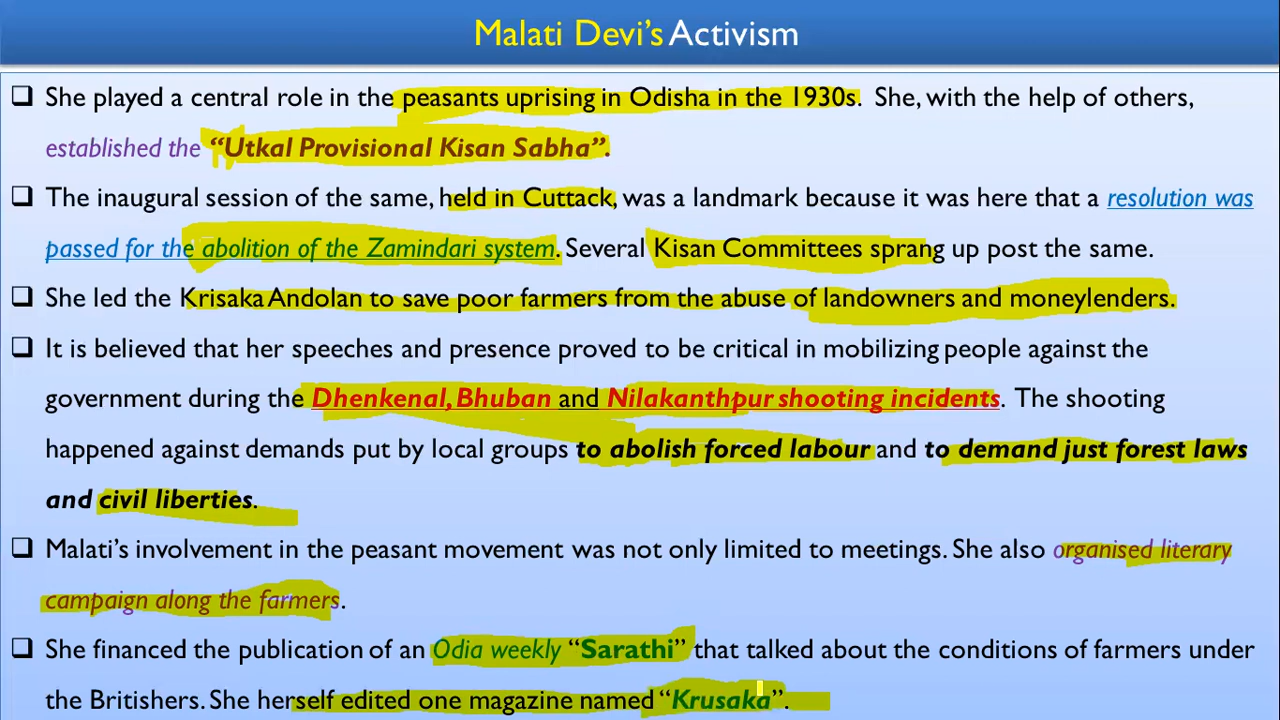 Malati Devi's Activism
❑ She played a central role in the peasants uprising in Odisha in the 1930s. She, with the help of others,
established the “Utkal Provisional Kisan Sabha”.
❑ The inaugural session of the same, held in Cuttack, was a landmark because it was here that a resolution was
passed for the abolition of the Zamindari system. Several Kisan Committees sprang up post the same.
❑ She led the Krisaka Andolan to save poor farmers from the abuse of landowners and moneylenders.
❑ It is believed that her speeches and presence proved to be critical in mobilizing people against the
government during the Dhenkenal, Bhuban and Nilakanthpur shooting incidents. The shooting
happened against demands put by local groups to abolish forced labour and to demand just forest laws
and civil liberties.
❑ Malati’s involvement in the peasant movement was not only limited to meetings. She also organised literary
campaign along the farmers.
❑ She financed the publication of an Odia weekly “Sarathi” that talked about the conditions of farmers under
the Britishers. She herself edited one magazine named “Krusaka”.